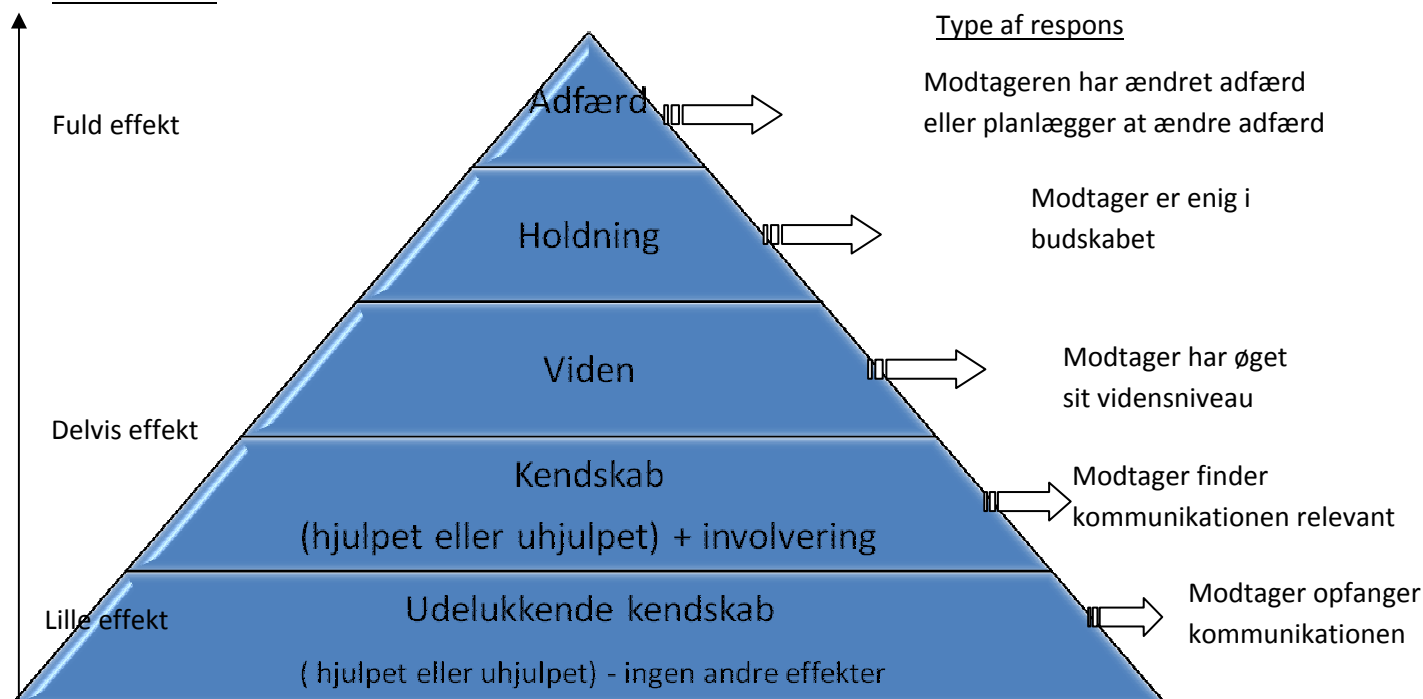 Type af respons
Adfærd
Fuld effekt
Modtageren har ændret adfærd
eller planlægger at ændre adfærd
Holdning
Modtager er enig i
budskabet
Viden
Modtager har øget
sit vidensniveau
Delvis effekt
Kendskab
(hjulpet eller uhjulpet) + involvering
Modtager finder
kommunikationen relevant
Lille effekt
Udelukkende kendskab
( hjulpet eller uhjulpet) - ingen andre effekter
Modtager opfanger
kommunikationen